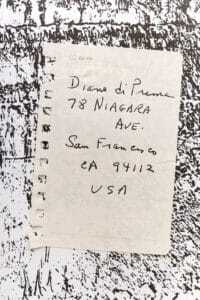 Diane di Prima
78 NIAGARA
AVE.
San Francisco
CA 94112
USA